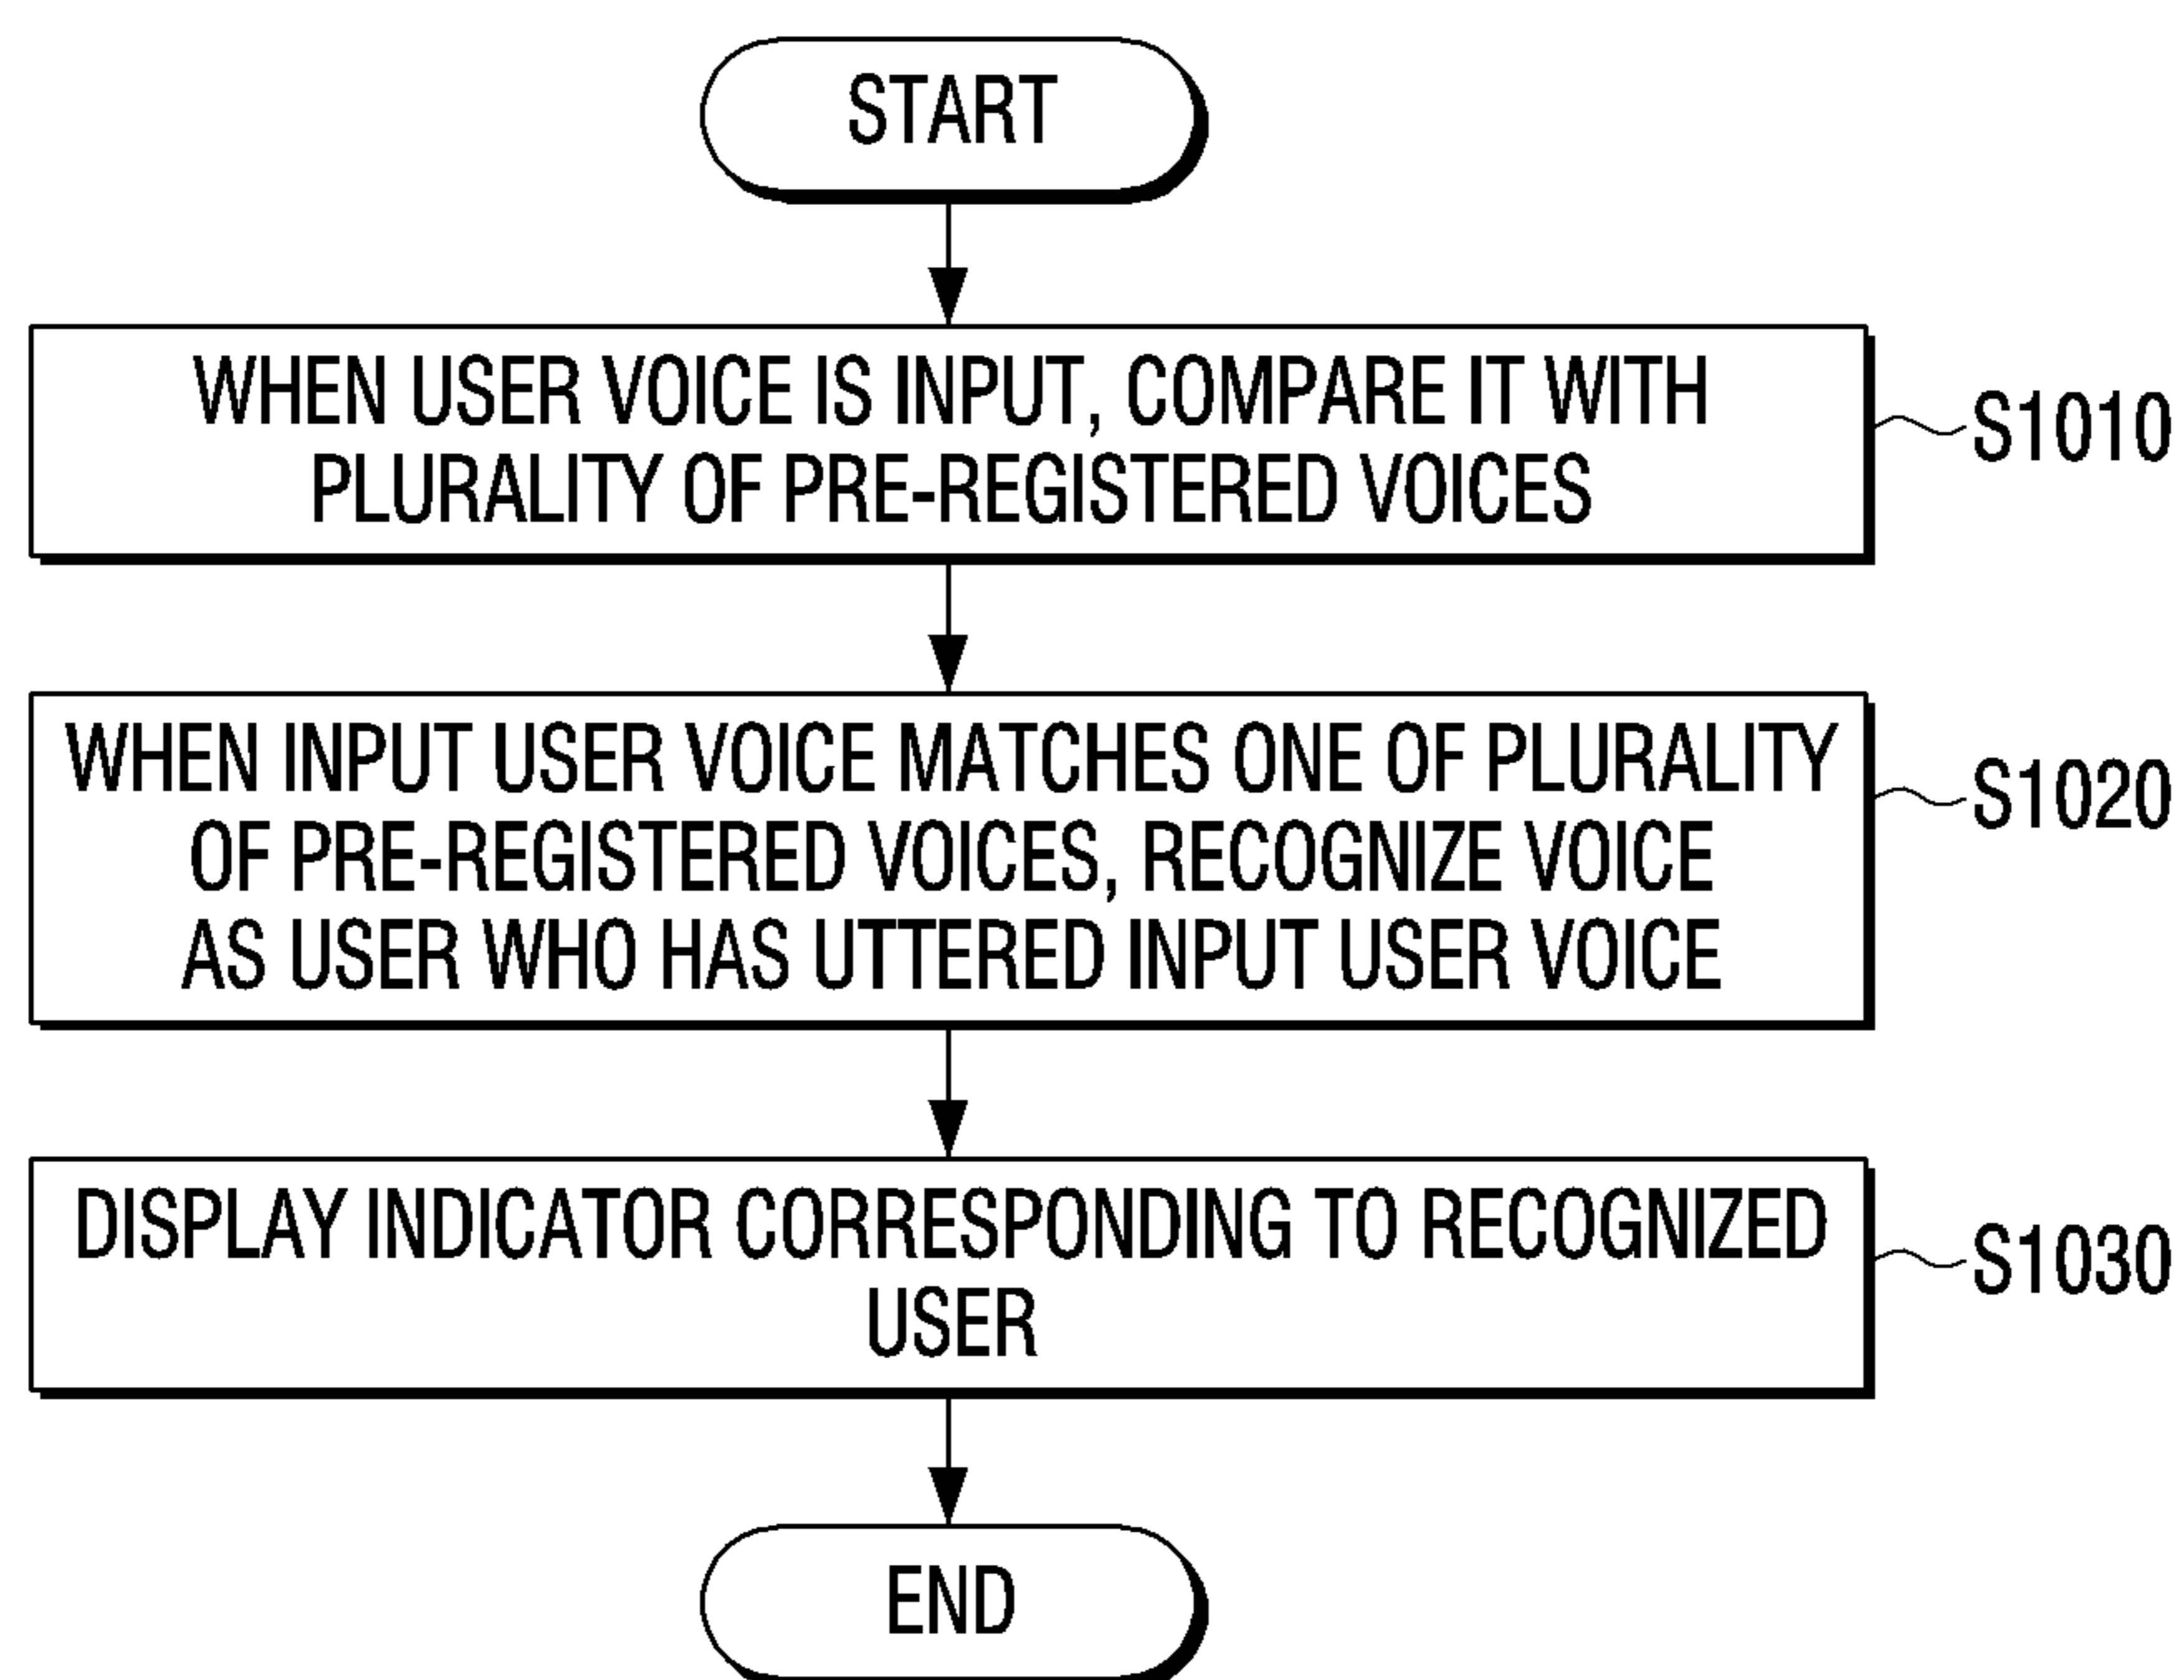 START
WHEN USER VOICE IS INPUT, COMPARE IT WITH
PLURALITY OF PRE-REGISTERED VOICES
S1010
WHEN INPUT USER VOICE MATCHES ONE OF PLURALITY
OF PRE-REGISTERED VOICES, RECOGNIZE VOICE
AS USER WHO HAS UTTERED INPUT USER VOICE
S1020
DISPLAY INDICATOR CORRESPONDING TO RECOGNIZED
USER
S1030
END